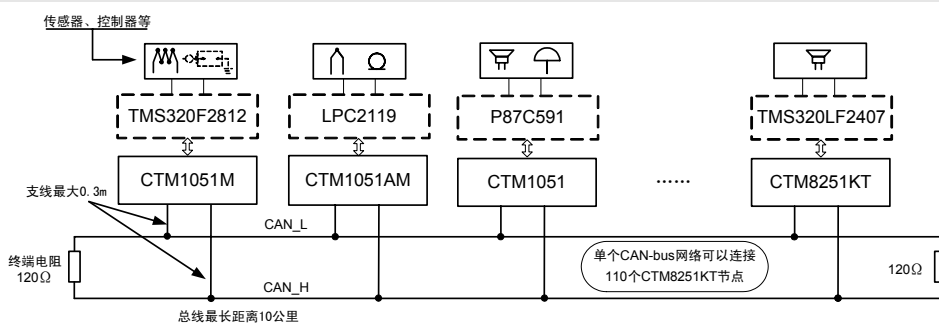 传感器、控制器等
TMS320F2812
LPC2119
P87C591
TMS320LF2407
CTM1051M
CTM1051AM
CTM1051
……
CTM8251KT
支线最大0.3m
CAN_L
终端电阻
120Ω
单个CAN-bus网络可以连接
110个CTM8251KT节点
120Ω
CAN_H
总线最长距离10公里